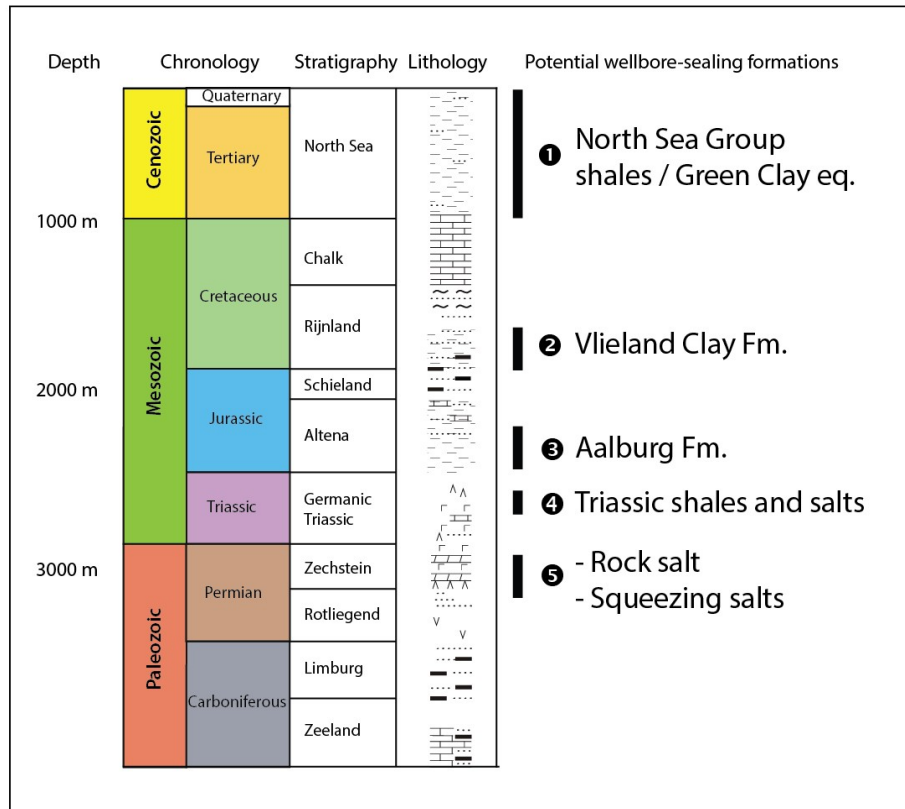 Depth
Chronology
Stratigraphy
Lithology
Potential wellbore-sealing formations
Cenozoic
Quaternary
Tertiary
North Sea
❶ North Sea Group
shales / Green Clay eq.
1000 m
Mesozoic
Cretaceous
Chalk
Rijnland
❷ Vlieland Clay Fm.
2000 m
Jurassic
Schieland
Altena
❸ Aalburg Fm.
Triassic
Germanic
Triassic
❹ Triassic shales and salts
3000 m
Paleozoic
Permian
Zechstein
Rotliegend
❺ - Rock salt
- Squeezing salts
Carboniferous
Limburg
Zeeland